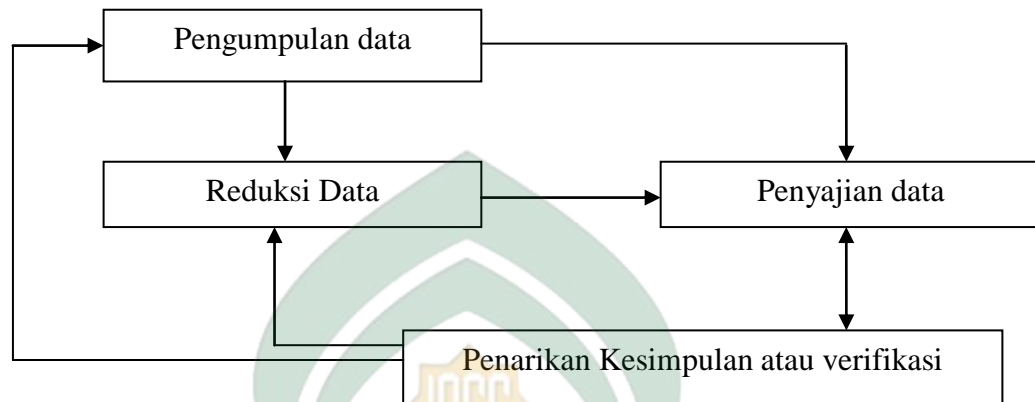 Pengumpulan data
Reduksi Data
Penyajian data
Penarikan Kesimpulan atau verifikasi